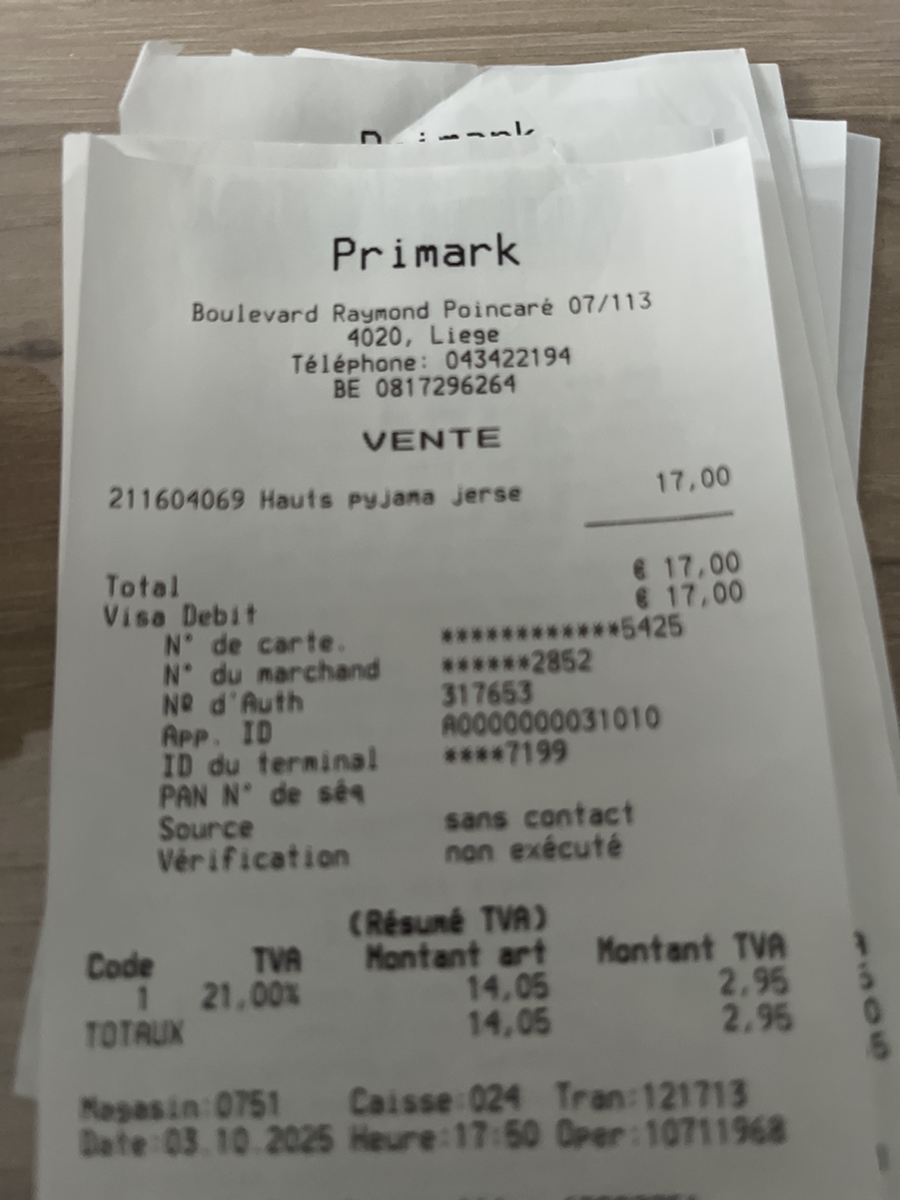 Primark
Boulevard Raymond Poincaré 07/113
4020, Liege
Téléphone: 043422194
BE 0817296264
VENTE
211604069 Hauts pyjama jerse 17,00
Total € 17,00
Visa Debit € 17,00
N° de carte. ************5425
N° du marchand ******2852
Nº d'Auth 317653
App. ID A0000000031010
ID du terminal ****7199
PAN N° de séq
Source sans contact
Vérification non exécuté
(Résumé TVA)
Code TVA Montant art Montant TVA
1 21,00% 14,05 2,95
TOTAUX 14,05 2,95
Magasin:0751 Caisse:024 Tran:121713
Date:03.10.2025 Heure:17:50 Oper:10711968